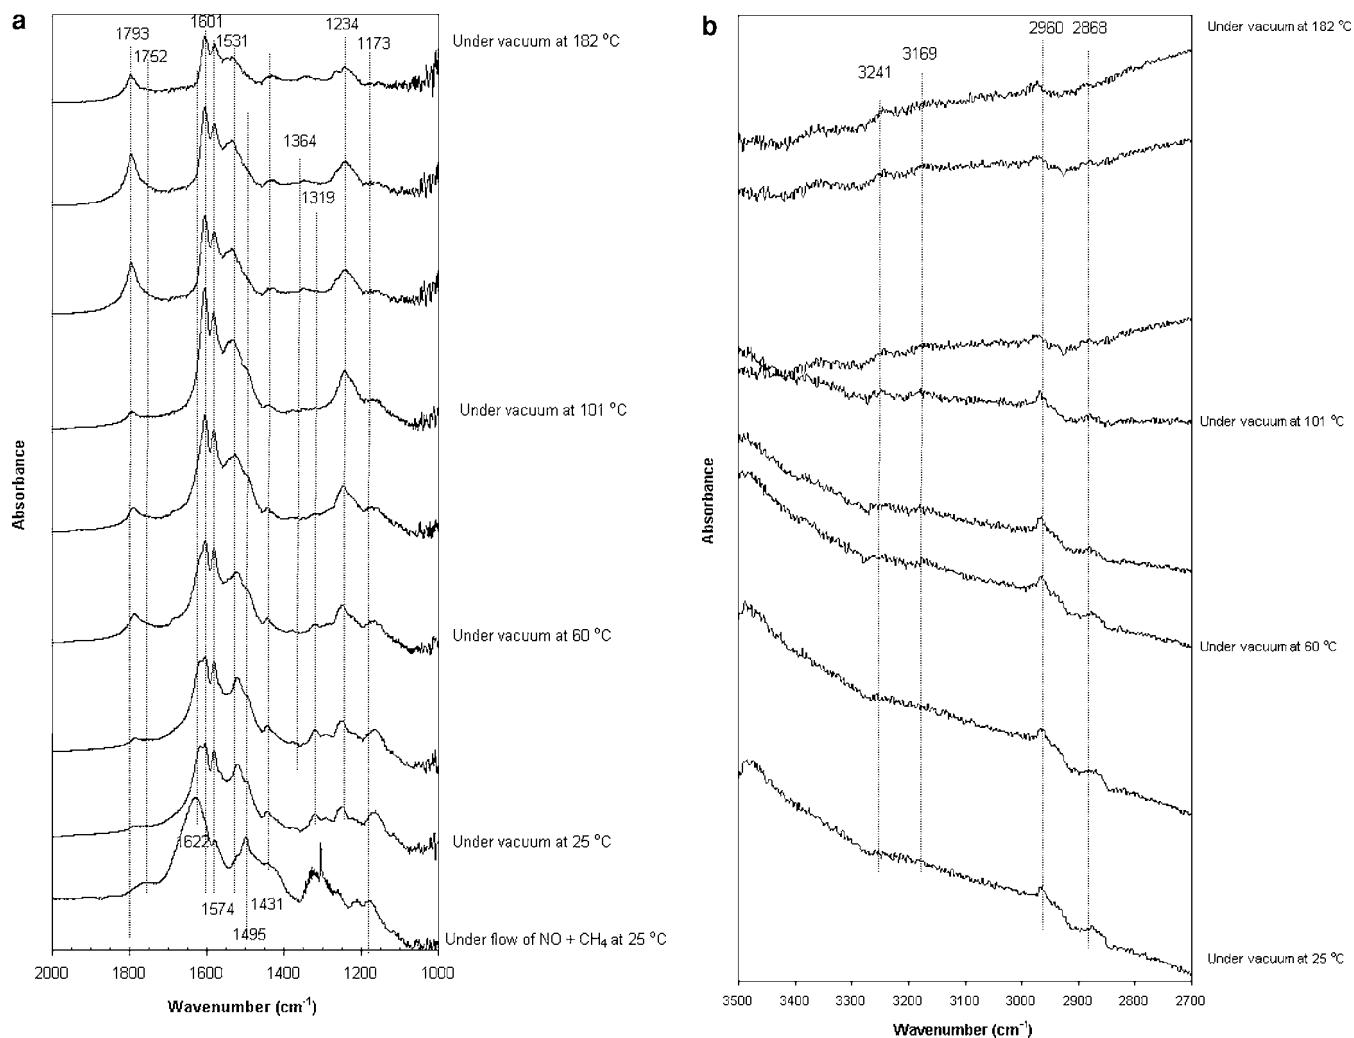 a
1793
1752
1601
1531
1234
1173
Under vacuum at 182 °C
1364
1319
Under vacuum at 101 °C
Under vacuum at 60 °C
Under vacuum at 25 °C
1622
1574
1431
1495
Under flow of NO + CH4 at 25 °C
2000 1800 1600 1400 1200 1000
Wavenumber (cm-1)
Absorbance
b
2960 2868
3169
3241
Under vacuum at 182 °C
Under vacuum at 101 °C
Under vacuum at 60 °C
Under vacuum at 25 °C
3500 3400 3300 3200 3100 3000 2900 2800 2700
Wavenumber (cm-1)
Absorbance